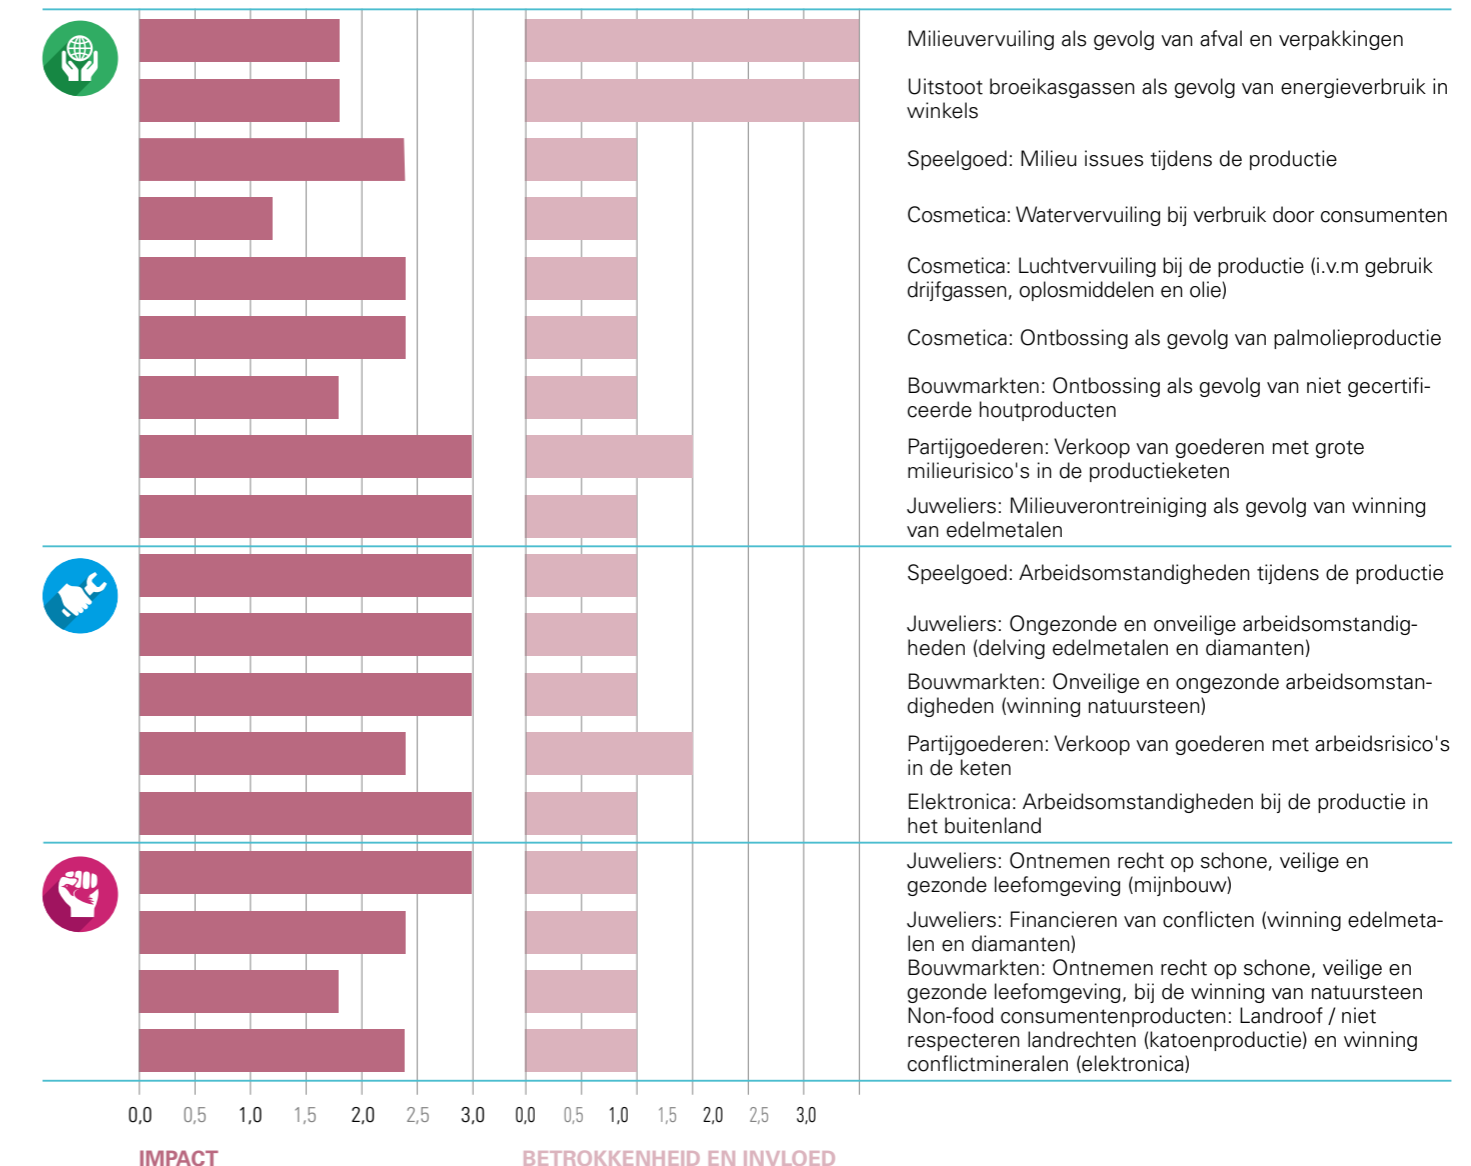 Milieuvervuiling als gevolg van afval en verpakkingen
Uitstoot broeikasgassen als gevolg van energieverbruik in
winkels
Speelgoed: Milieu issues tijdens de productie
Cosmetica: Watervervuiling bij verbruik door consumenten
Cosmetica: Luchtvervuiling bij de productie (i.v.m gebruik
drijfgassen, oplosmiddelen en olie)
Cosmetica: Ontbossing als gevolg van palmolieproductie
Bouwmarkten: Ontbossing als gevolg van niet gecertifi-
ceerde houtproducten
Partijgoederen: Verkoop van goederen met grote
milieurisico's in de productieketen
Juweliers: Milieuverontreiniging als gevolg van winning
van edelmetalen
Speelgoed: Arbeidsomstandigheden tijdens de productie
Juweliers: Ongezonde en onveilige arbeidsomstandig-
heden (delving edelmetalen en diamanten)
Bouwmarkten: Onveilige en ongezonde arbeidsomstan-
digheden (winning natuursteen)
Partijgoederen: Verkoop van goederen met arbeidsrisico's
in de keten
Elektronica: Arbeidsomstandigheden bij de productie in
het buitenland
Juweliers: Ontnemen recht op schone, veilige en
gezonde leefomgeving (mijnbouw)
Juweliers: Financieren van conflicten (winning edelmeta-
len en diamanten)
Bouwmarkten: Ontnemen recht op schone, veilige en
gezonde leefomgeving, bij de winning van natuursteen
Non-food consumentenproducten: Landroof / niet
respecteren landrechten (katoenproductie) en winning
conflictmineralen (elektronica)
0,0 0,5 1,0 1,5 2,0 2,5 3,0 0,0 0,5 1,0 1,5 2,0 2,5 3,0
IMPACT BETROKKENHEID EN INVLOED